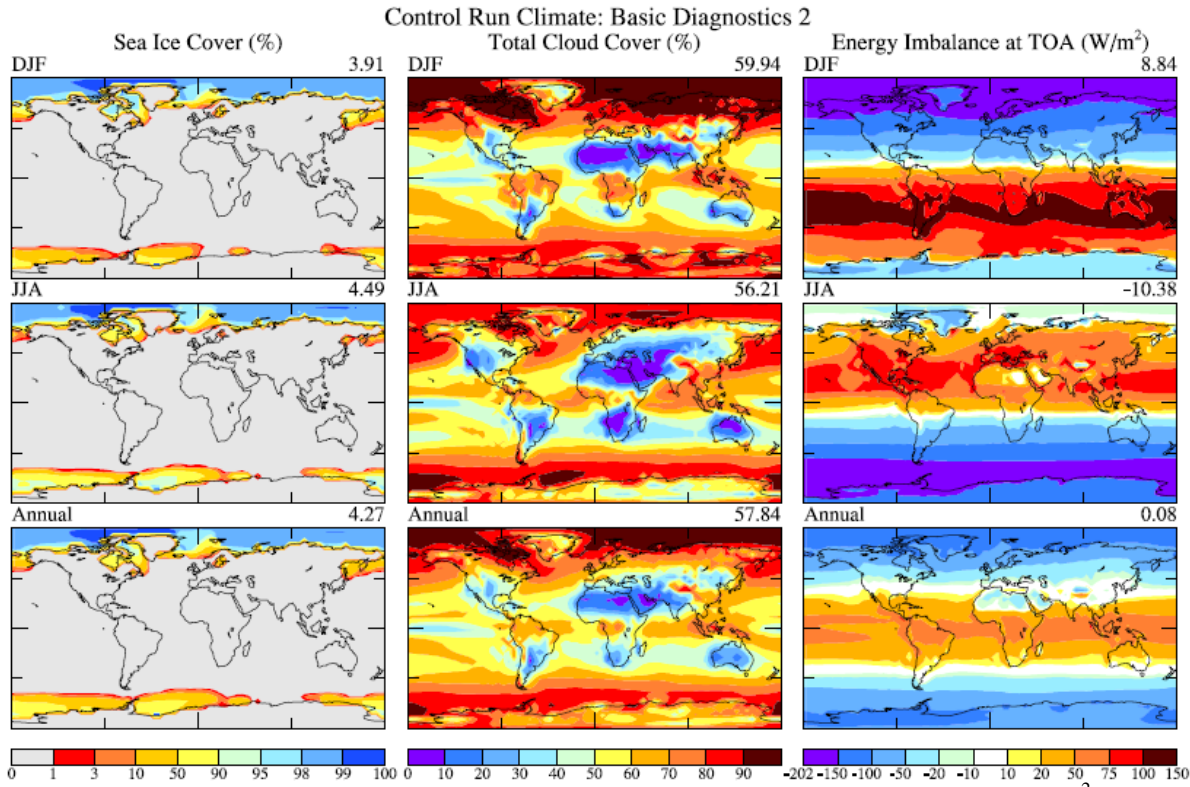 Control Run Climate: Basic Diagnostics 2
Sea Ice Cover (%) Total Cloud Cover (%) Energy Imbalance at TOA (W/m²)
DJF 3.91 DJF 59.94 DJF 8.84
JJA 4.49 JJA 56.21 JJA -10.38
Annual 4.27 Annual 57.84 Annual 0.08
0 1 3 10 50 90 95 98 99 100 0 10 20 30 40 50 60 70 80 90 -202 -150 -100 -50 -20 -10 10 20 50 75 100 150
2